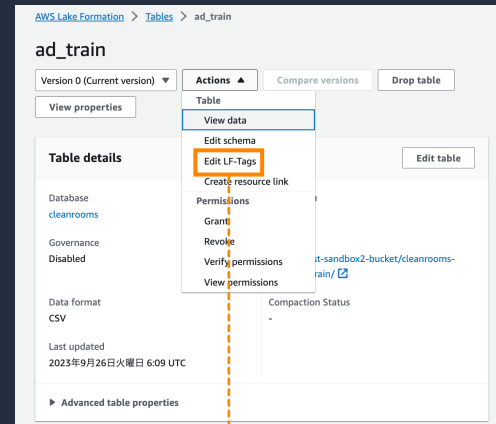 AWS Lake Formation > Tables > ad_train
ad_train
Version 0 (Current version) ▼ Actions ▲ Compare versions Drop table
View properties
Table
View data
Edit schema
Edit LF-Tags
Create resource link
Permissions
Grant
Revoke
Verify permissions
View permissions
Table details Edit table
Database
cleanrooms
Governance
Disabled
st-sandbox2-bucket/cleanrooms-
rain/
Data format
CSV
Compaction Status
-
Last updated
2023年9月26日火曜日 6:09 UTC
▶ Advanced table properties